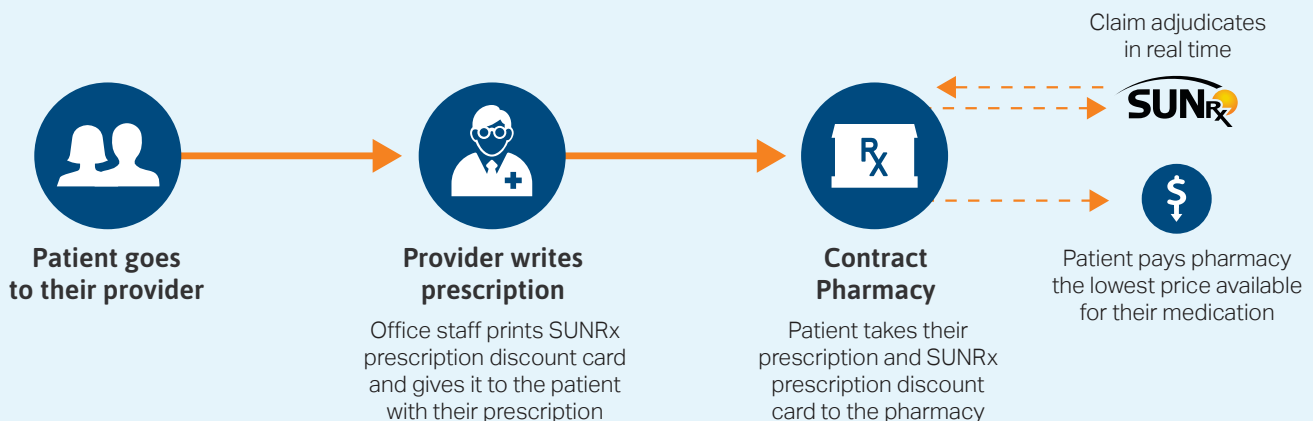 Patient goes
to their provider
Provider writes
prescription
Office staff prints SUNRx
prescription discount card
and gives it to the patient
with their prescription
Rx
Contract
Pharmacy
Patient takes their
prescription and SUNRx
prescription discount
card to the pharmacy
Claim adjudicates
in real time
SUNRx
$
Patient pays pharmacy
the lowest price available
for their medication